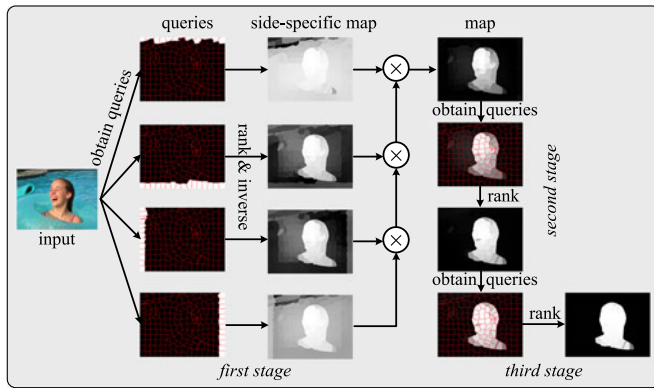 queries side-specific map map
obtain queries
obtain queries
rank & inverse
second stage
rank
input
obtain queries
rank
first stage third stage